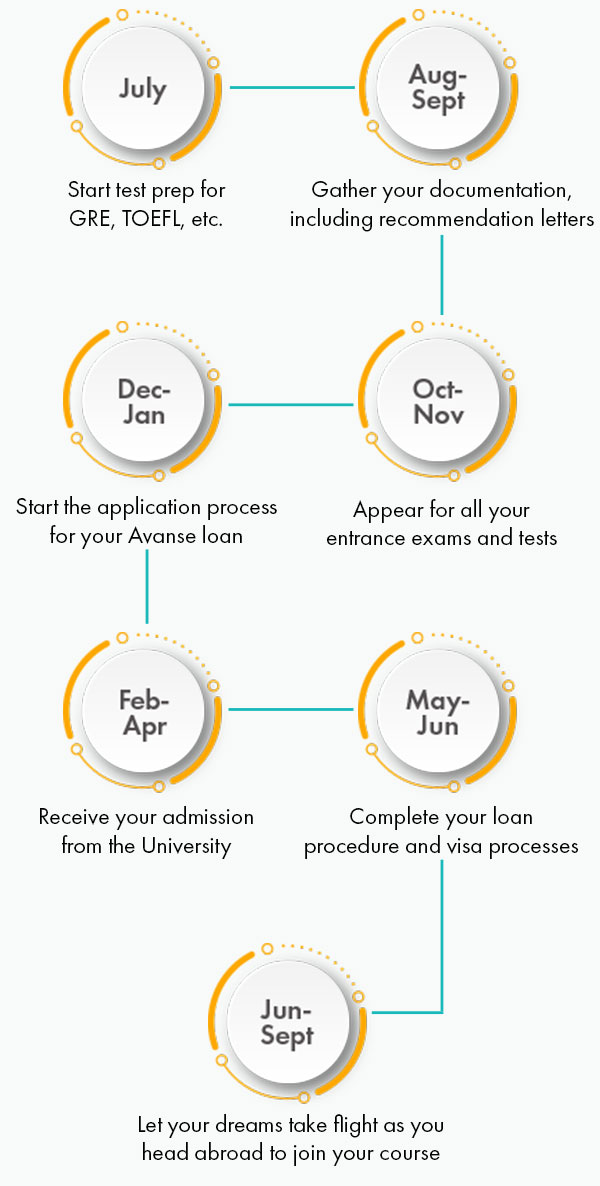 July
Start test prep for
GRE, TOEFL, etc.
Aug-
Sept
Gather your documentation,
including recommendation letters
Oct-
Nov
Appear for all your
entrance exams and tests
Dec-
Jan
Start the application process
for your Avanse loan
Feb-
Apr
Receive your admission
from the University
May-
Jun
Complete your loan
procedure and visa processes
Jun-
Sept
Let your dreams take flight as you
head abroad to join your course